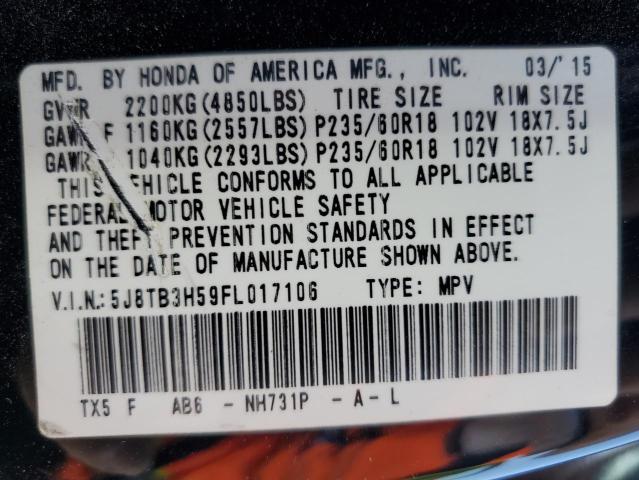 MFD. BY HONDA OF AMERICA MFG., INC. 03/'15
GVWR 2200KG(4850LBS) TIRE SIZE RIM SIZE
GAWR F 1160KG(2557LBS) P235/60R18 102V 18X7.5J
GAWR 1040KG(2293LBS) P235/60R18 102V 18X7.5J
THIS VEHICLE CONFORMS TO ALL APPLICABLE
FEDERAL MOTOR VEHICLE SAFETY
AND THEFT PREVENTION STANDARDS IN EFFECT
ON THE DATE OF MANUFACTURE SHOWN ABOVE.
V.I.N.:5J8TB3H59FL017106 TYPE: MPV
TX5 F AB6 - NH731P - A - L